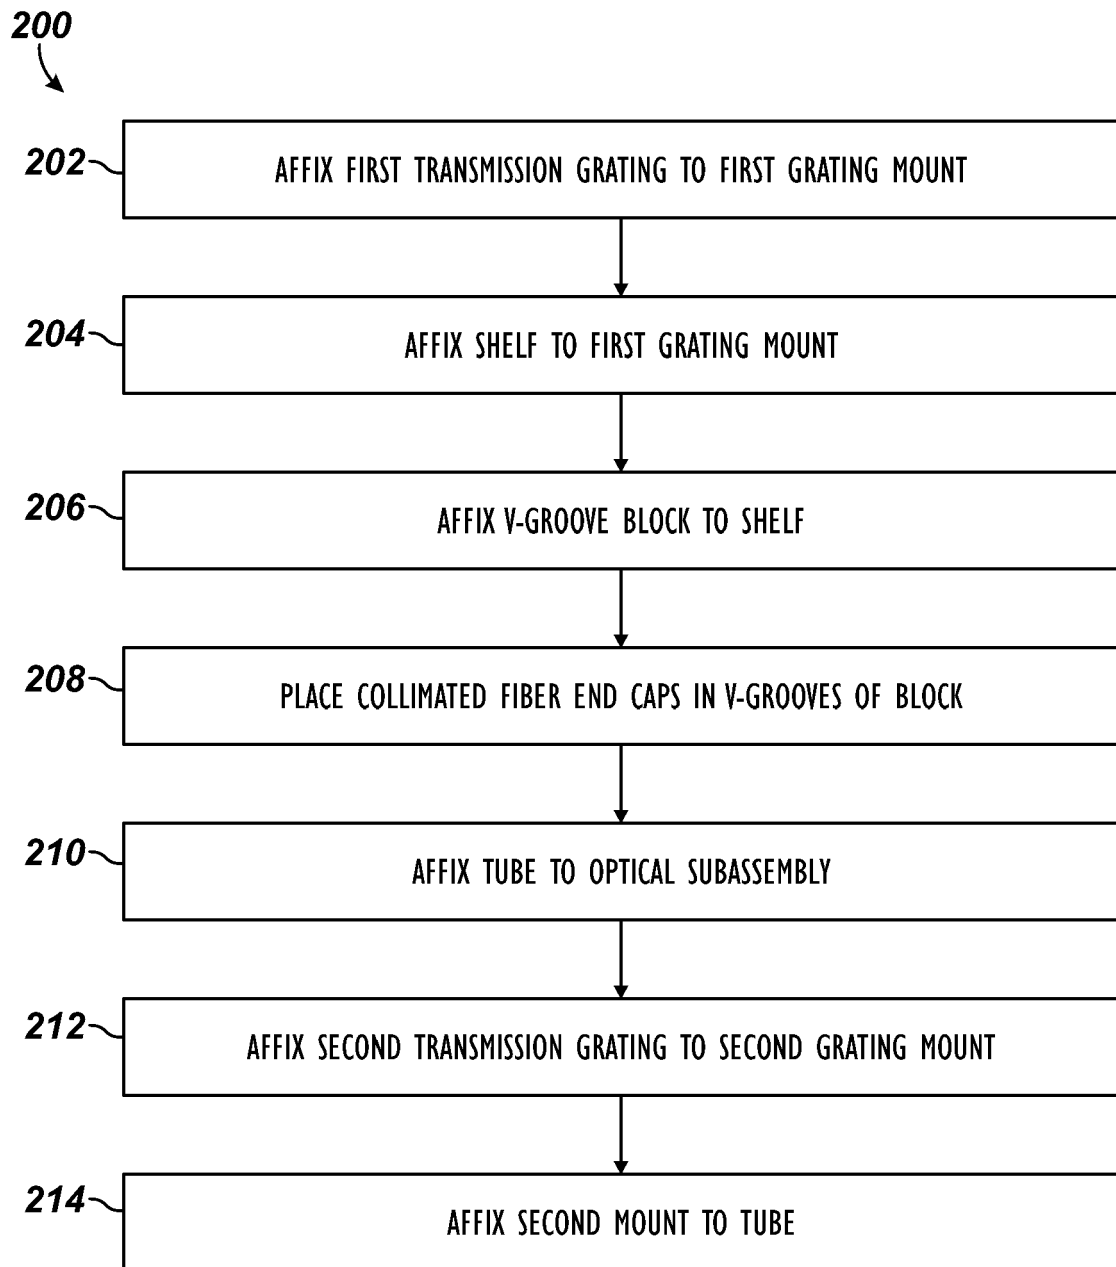 200
202
AFFIX FIRST TRANSMISSION GRATING TO FIRST GRATING MOUNT
204
AFFIX SHELF TO FIRST GRATING MOUNT
206
AFFIX V-GROOVE BLOCK TO SHELF
208
PLACE COLLIMATED FIBER END CAPS IN V-GROOVES OF BLOCK
210
AFFIX TUBE TO OPTICAL SUBASSEMBLY
212
AFFIX SECOND TRANSMISSION GRATING TO SECOND GRATING MOUNT
214
AFFIX SECOND MOUNT TO TUBE